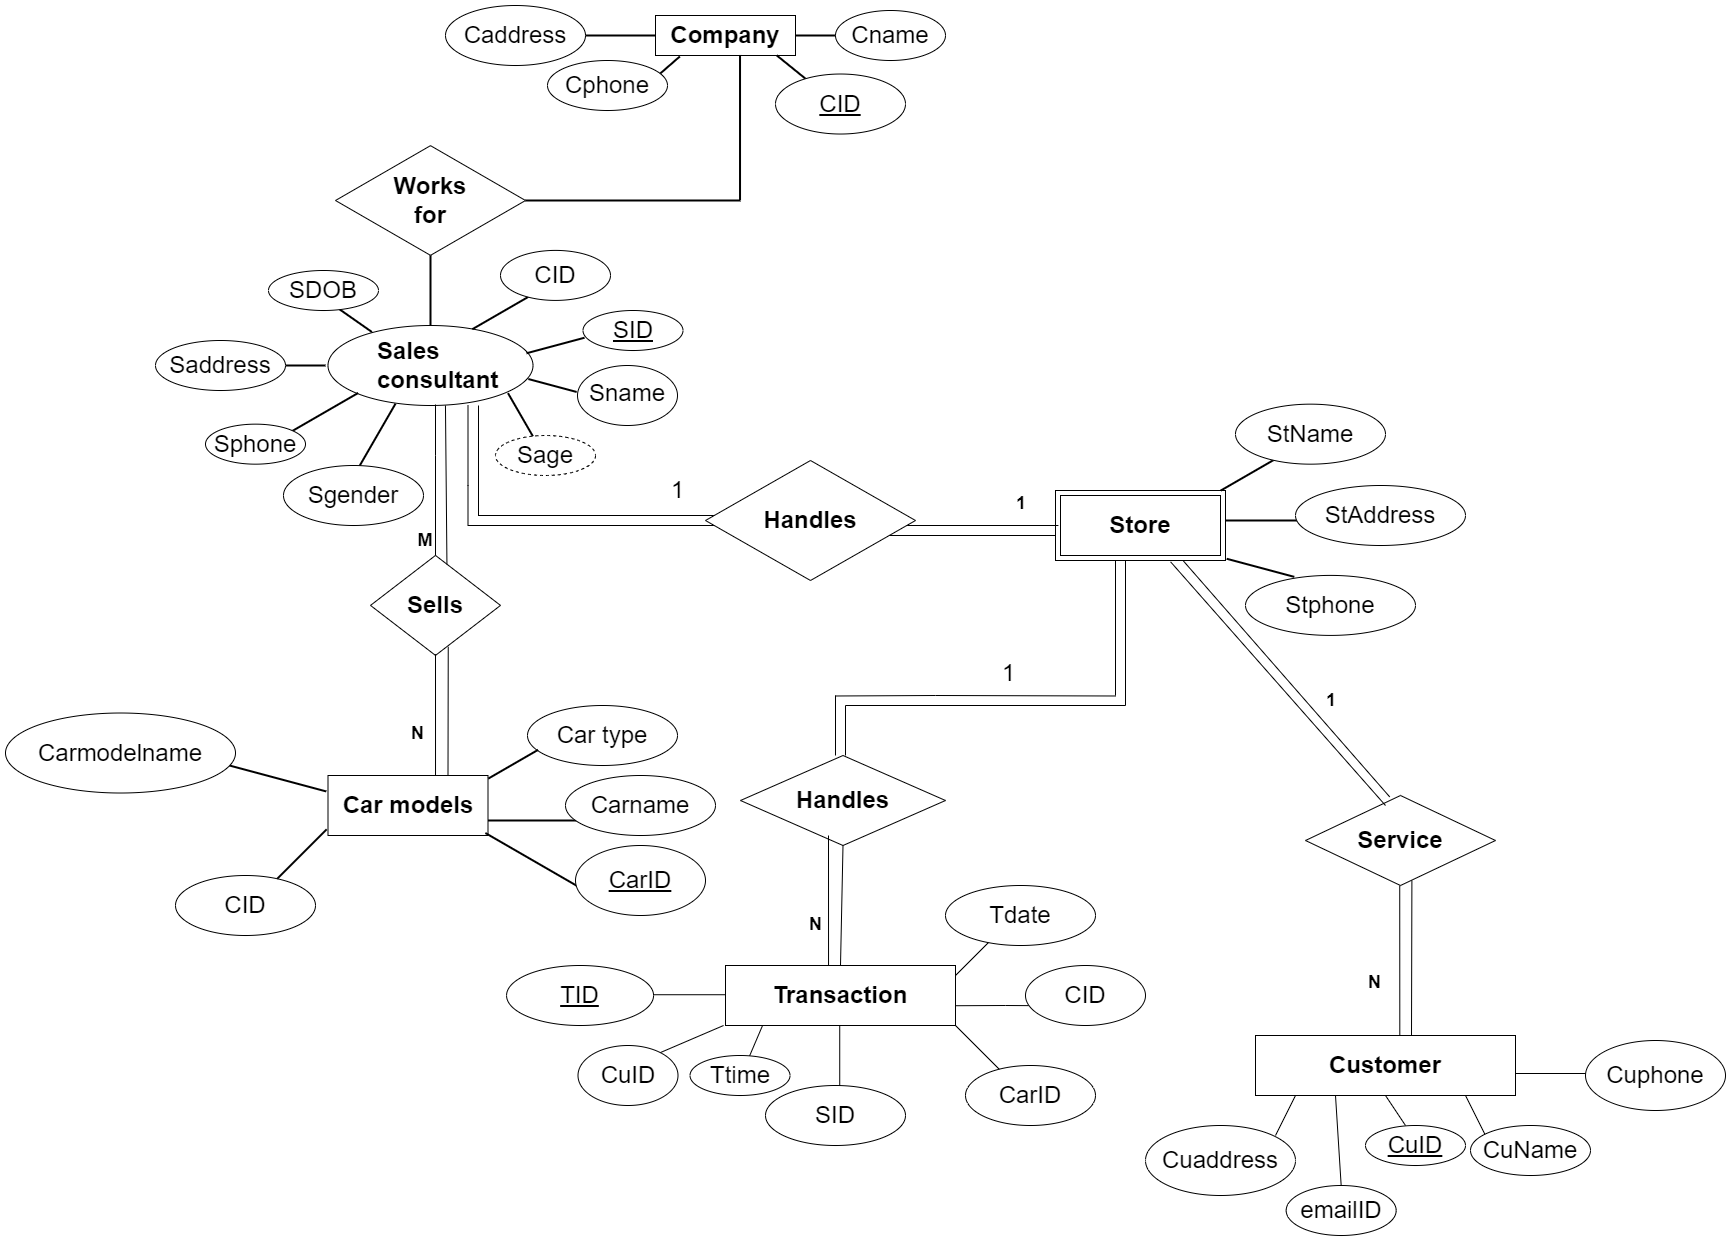 Caddress
Company
Cname
Cphone
CID
Works
for
SDOB
CID
SID
Saddress
Sales
consultant
Sname
Sphone
Sage
Sgender
StName
1
1
Handles
Store
StAddress
M
Stphone
Sells
1
1
N
Carmodelname
Car type
Car models
Carname
Handles
Service
CarID
CID
N
Tdate
TID
Transaction
CID
N
CuID
Ttime
SID
CarID
Customer
Cuphone
Cuaddress
CuID
CuName
emailID